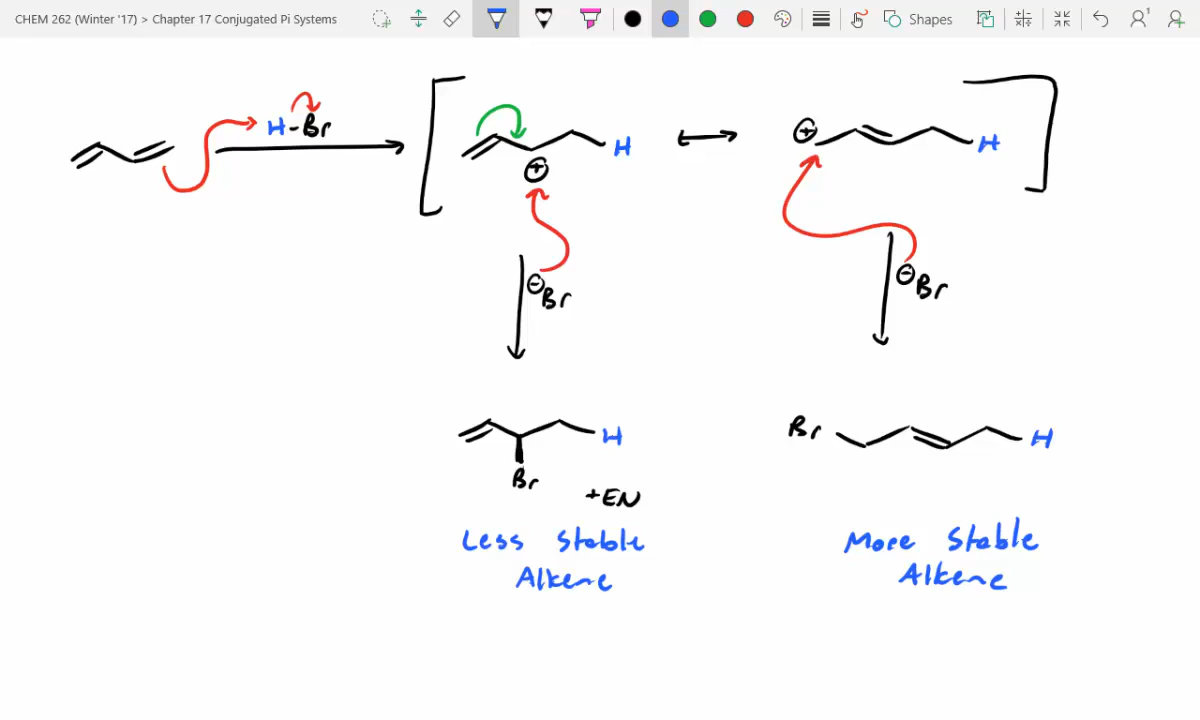 CHEM 262 (Winter '17) > Chapter 17 Conjugated Pi Systems
Shapes
1
H-Br
H
⊕
⊕
H
⊖Br
⊖Br
H
Br
+EN
Br
H
Less Stable
Alkene
More Stable
Alkene